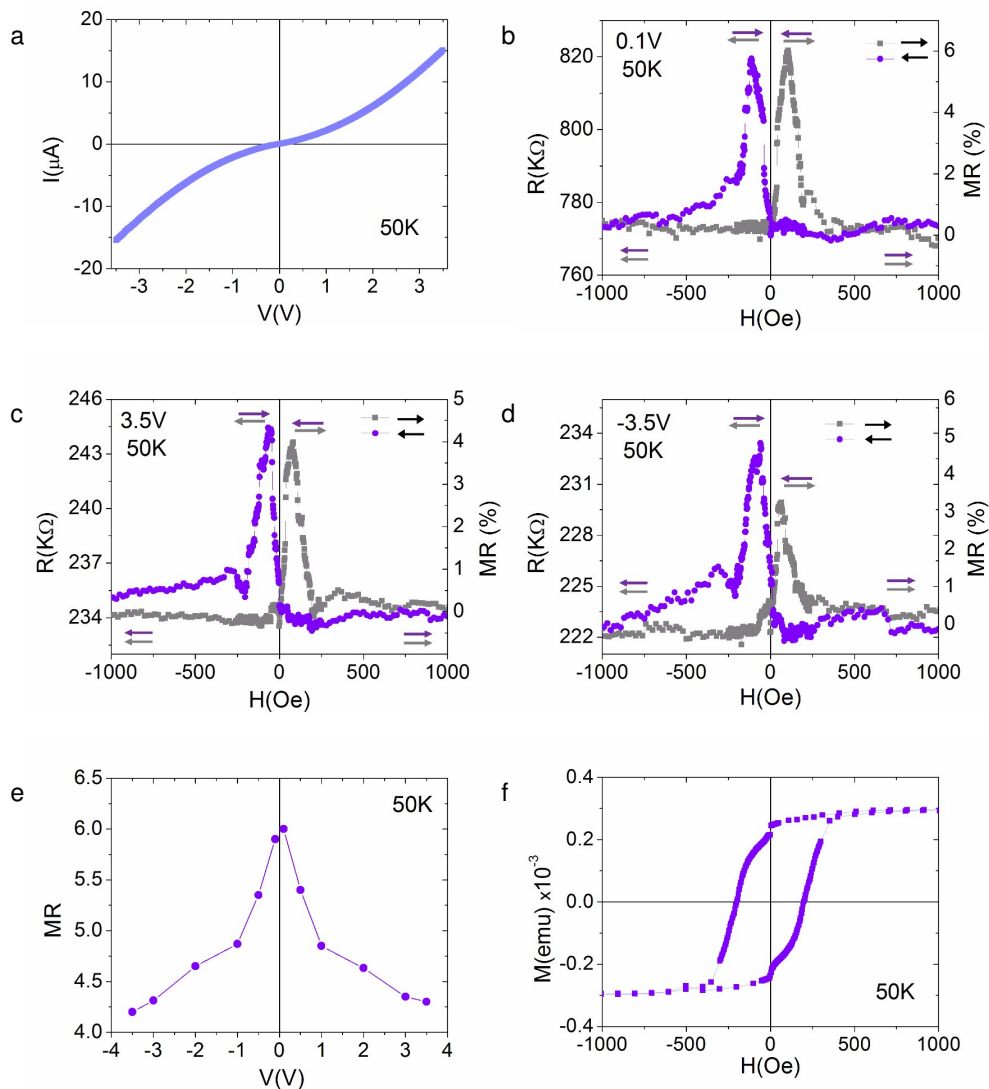 a
20
10
0
-10
-20
I(μA)
50K
-3 -2 -1 0 1 2 3
V(V)
b
0.1V
50K
820
800
780
760
R(KΩ)
6
4
2
0
MR (%)
-1000 -500 0 500 1000
H(Oe)
c
3.5V
50K
246
243
240
236
234
R(KΩ)
5
4
3
2
1
0
MR (%)
-1000 -500 0 500 1000
H(Oe)
d
-3.5V
50K
234
231
228
225
222
R(KΩ)
6
5
4
3
2
1
0
MR (%)
-1000 -500 0 500 1000
H(Oe)
e
50K
6.5
6.0
5.5
5.0
4.5
4.0
MR
-4 -3 -2 -1 0 1 2 3 4
V(V)
f
0.4
0.2
0.0
-0.2
-0.4
M(emu) x10⁻³
50K
-1000 -500 0 500 1000
H(Oe)